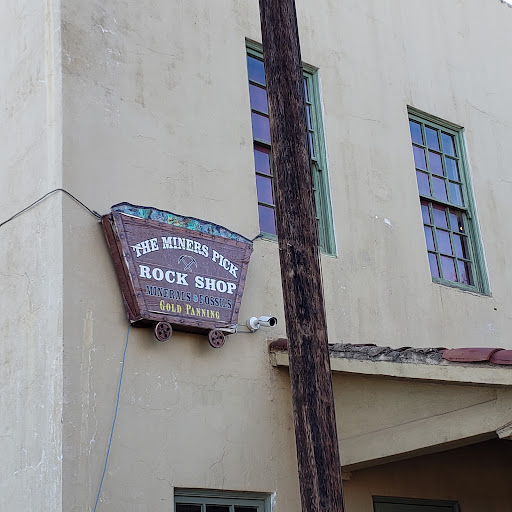 THE MINERS PICK
ROCK SHOP
MINERALS & FOSSILS
GOLD PANNING